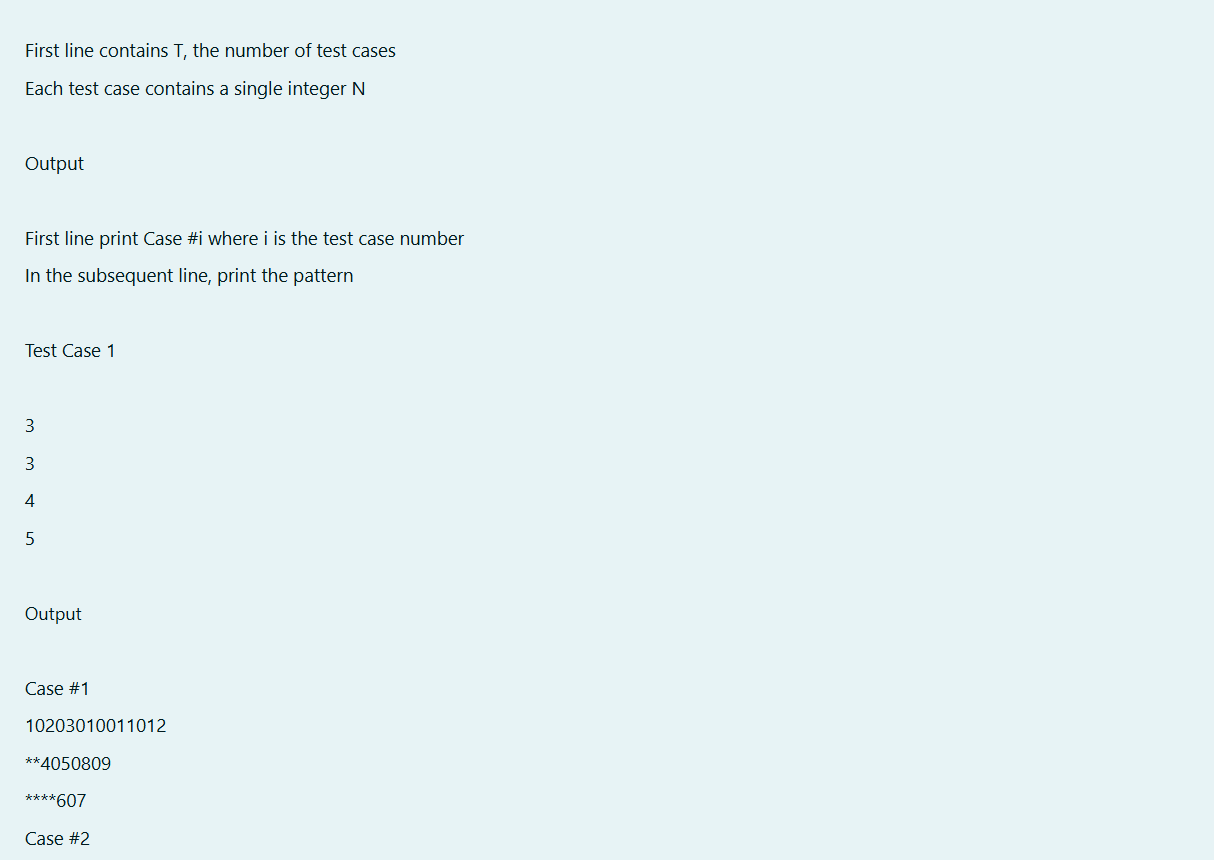 First line contains T, the number of test cases
Each test case contains a single integer N
Output
First line print Case #i where i is the test case number
In the subsequent line, print the pattern
Test Case 1
3
3
4
5
Output
Case #1
10203010011012
**4050809
****607
Case #2